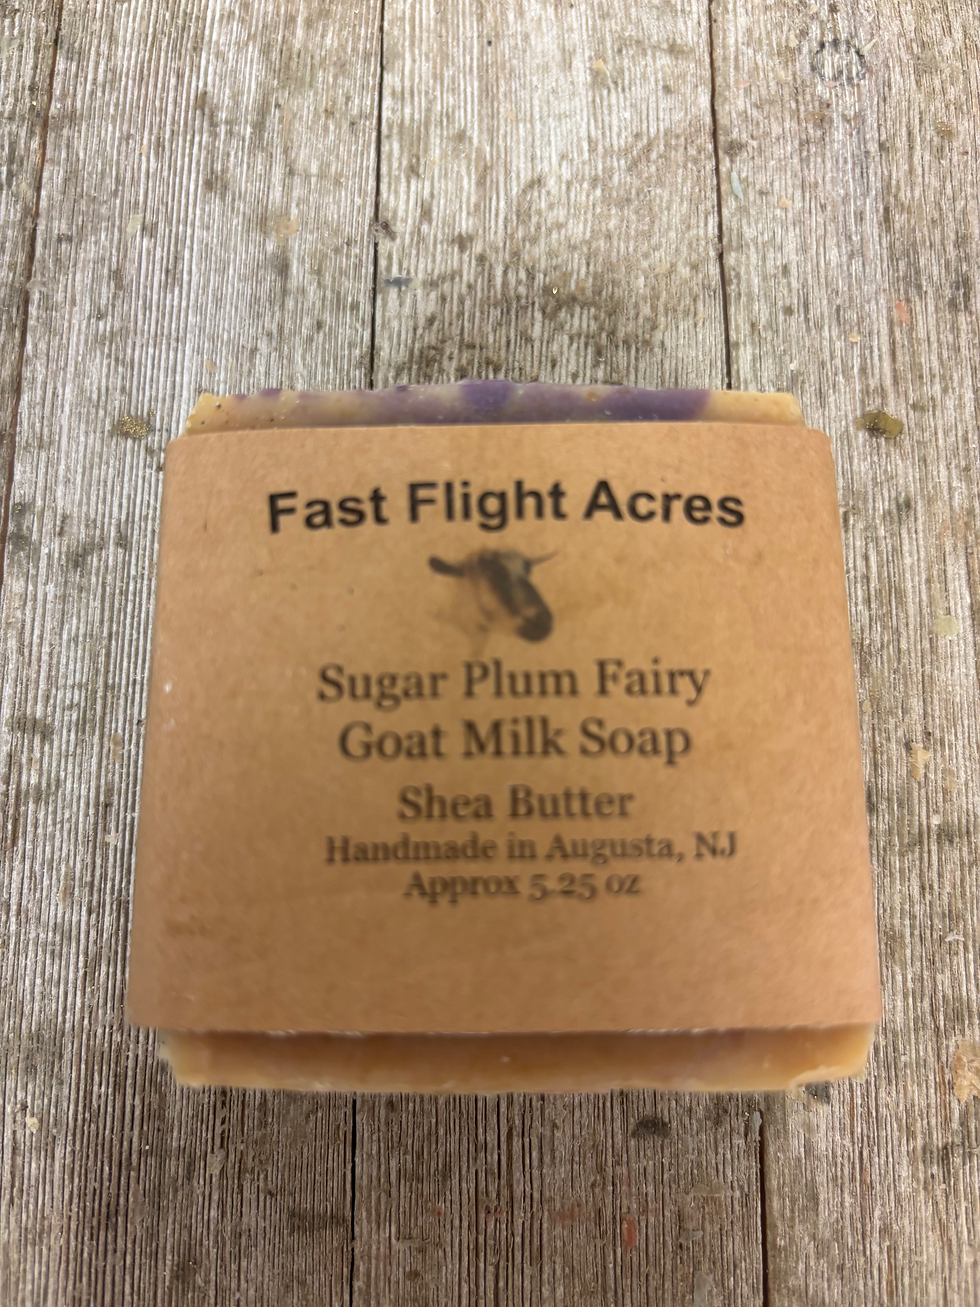 Fast Flight Acres
Sugar Plum Fairy
Goat Milk Soap
Shea Butter
Handmade in Augusta, NJ
Approx 5.25 oz